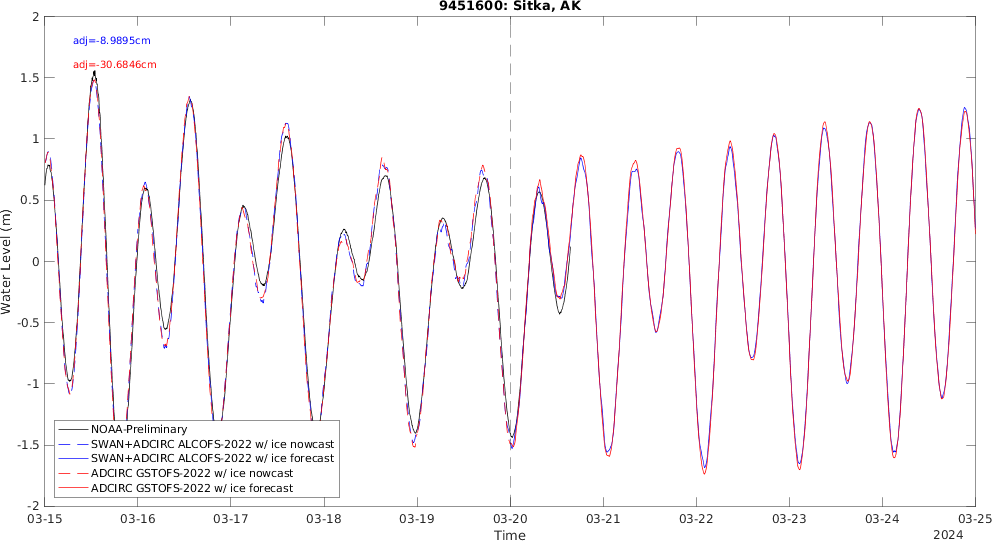 9451600: Sitka, AK
adj=-8.9895cm
adj=-30.6846cm
Water Level (m)
2
1.5
1
0.5
0
-0.5
-1
-1.5
-2
NOAA-Preliminary
SWAN+ADCIRC ALCOFS-2022 w/ ice nowcast
SWAN+ADCIRC ALCOFS-2022 w/ ice forecast
ADCIRC GSTOFS-2022 w/ ice nowcast
ADCIRC GSTOFS-2022 w/ ice forecast
03-15 03-16 03-17 03-18 03-19 03-20 03-21 03-22 03-23 03-24 03-25
Time
2024